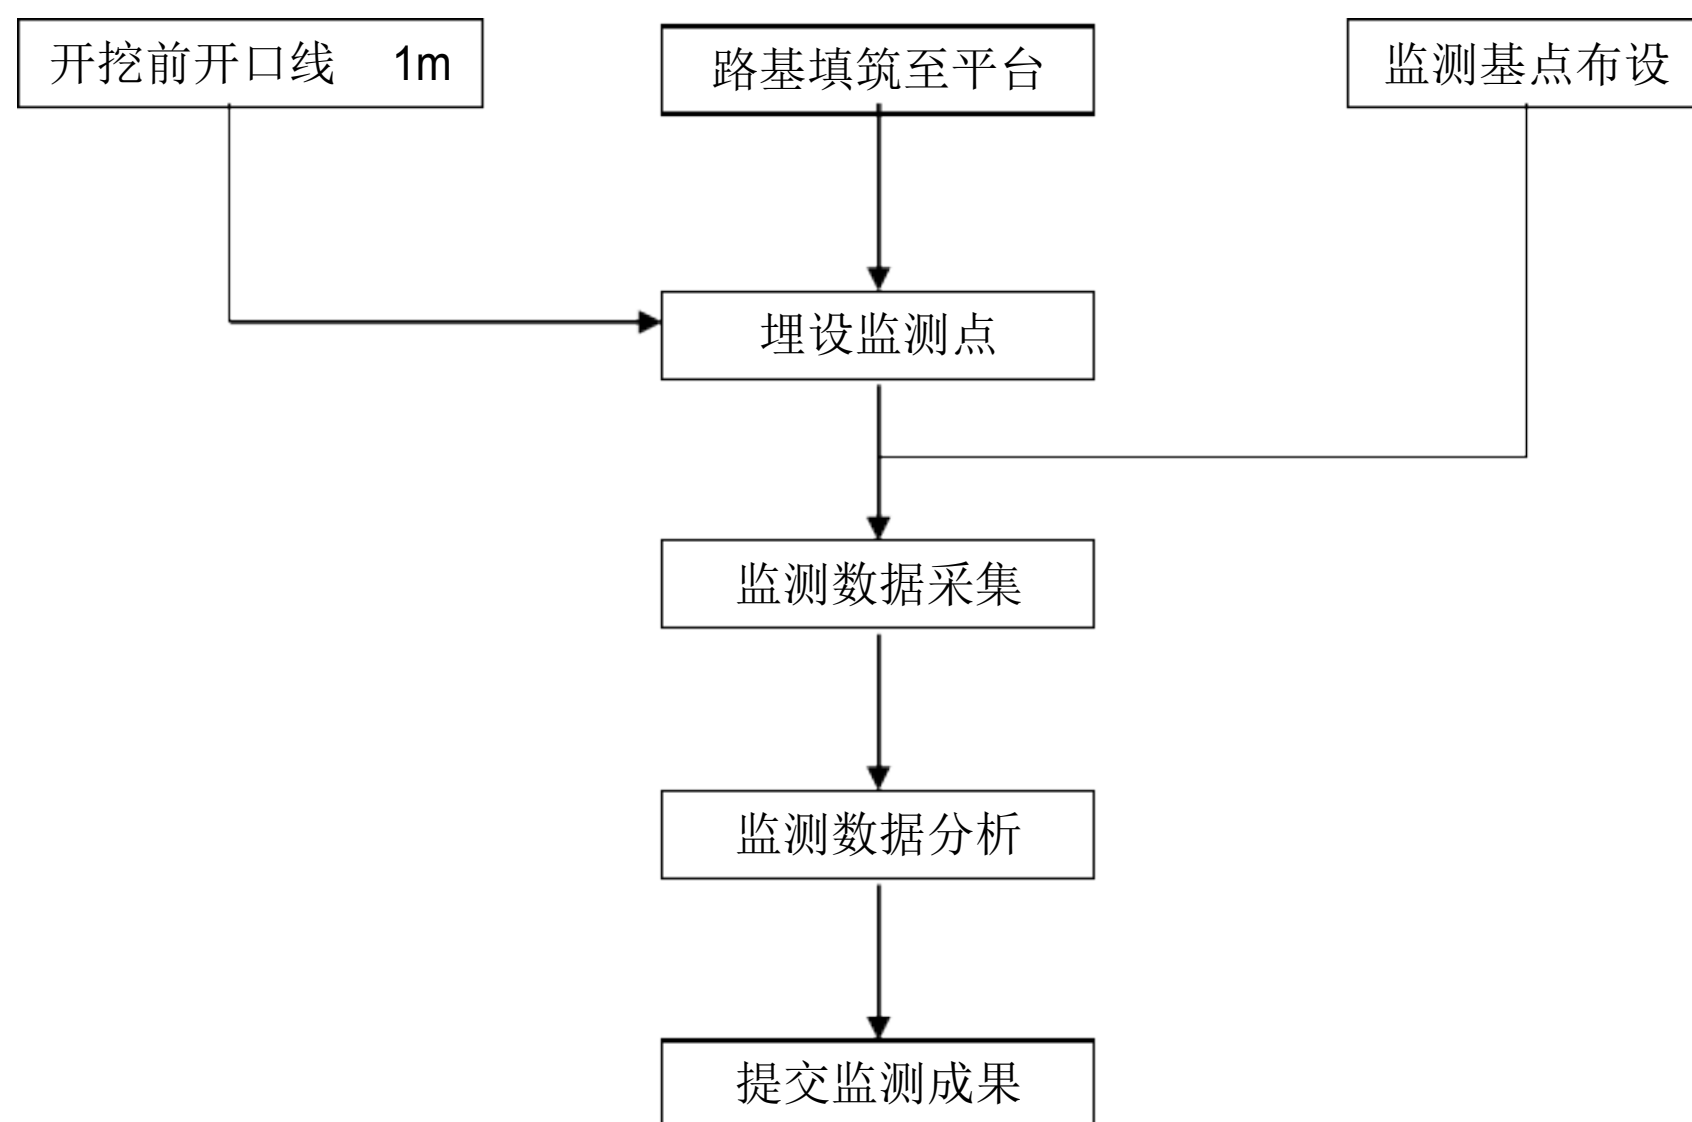 开挖前开口线 1m
路基填筑至平台
监测基点布设
埋设监测点
监测数据采集
监测数据分析
提交监测成果